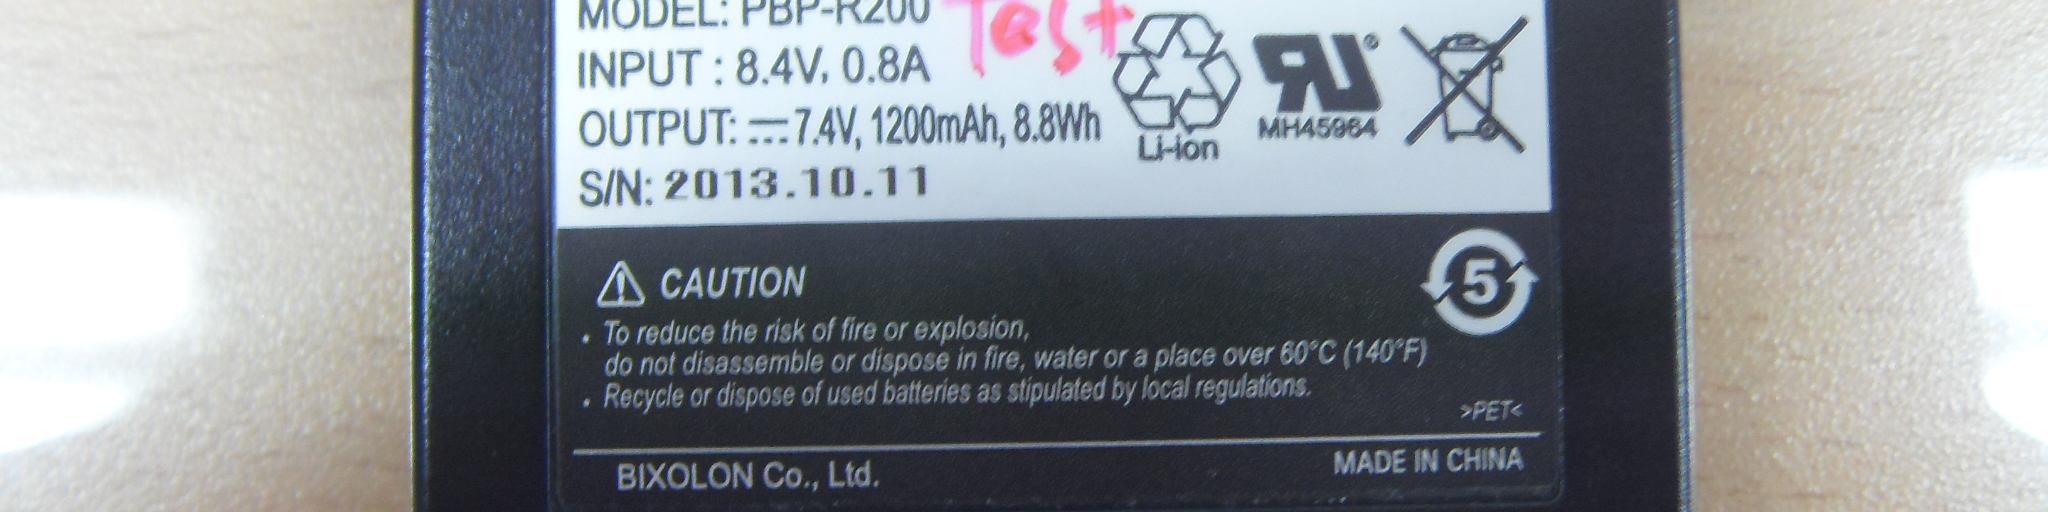 MODEL: PBP-R200 Test
INPUT : 8.4V, 0.8A
OUTPUT: ⎓7.4V, 1200mAh, 8.8Wh
S/N: 2013.10.11
Li-ion
RU®
MH45964
CAUTION
5
• To reduce the risk of fire or explosion,
do not disassemble or dispose in fire, water or a place over 60°C (140°F)
• Recycle or dispose of used batteries as stipulated by local regulations.
>PET<
BIXOLON Co., Ltd.
MADE IN CHINA